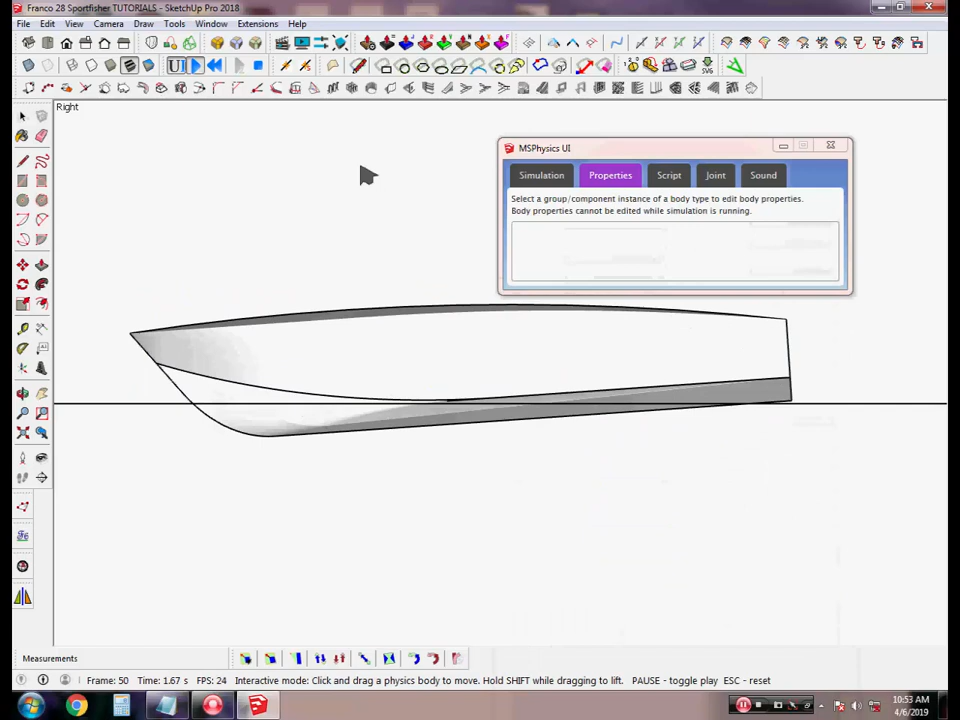 Franco 28 Sportfisher TUTORIALS - SketchUp Pro 2018
File Edit View Camera Draw Tools Window Extensions Help
UI
SVG
Right
MSPhysics UI
Simulation Properties Script Joint Sound
Select a group/component instance of a body type to edit body properties.
Body properties cannot be edited while simulation is running.
Measurements
Frame: 50 Time: 1.67 s FPS: 24 Interactive mode: Click and drag a physics body to move. Hold SHIFT while dragging to lift. PAUSE - toggle play ESC - reset
10:53 AM
4/6/2019